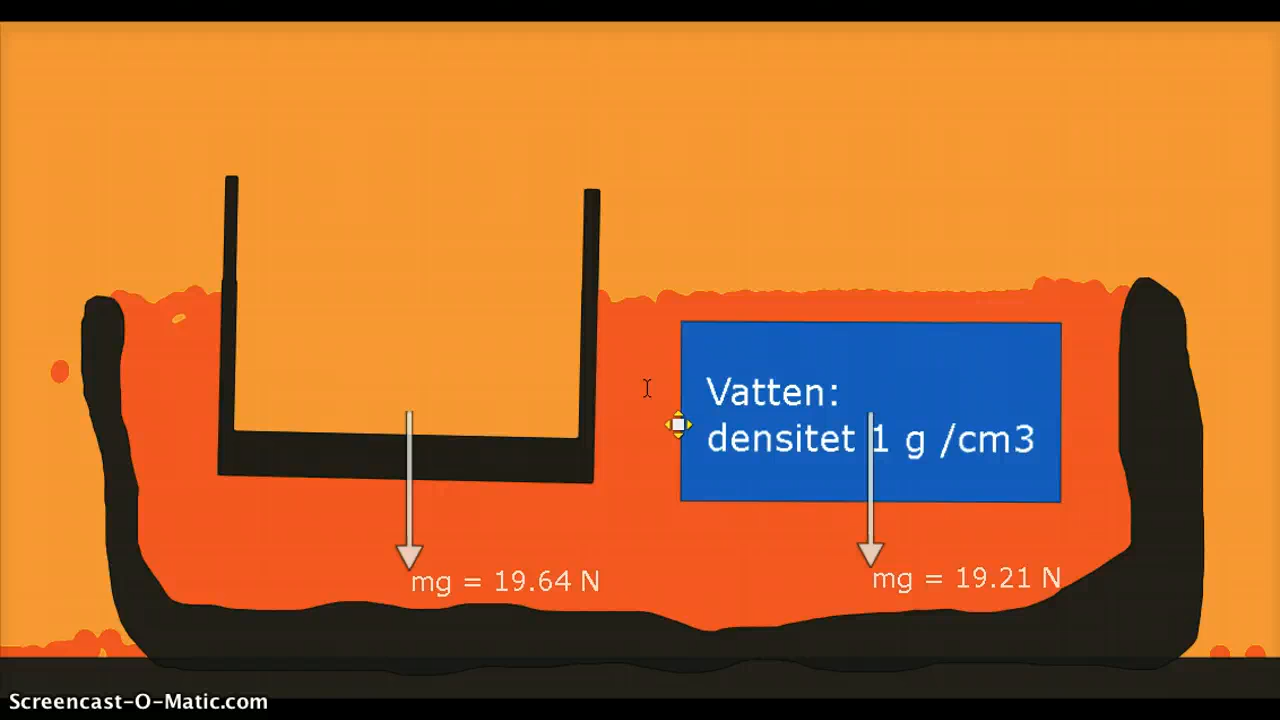 Vatten:
densitet 1 g /cm3
mg = 19.64 N
mg = 19.21 N
Screencast-O-Matic.com